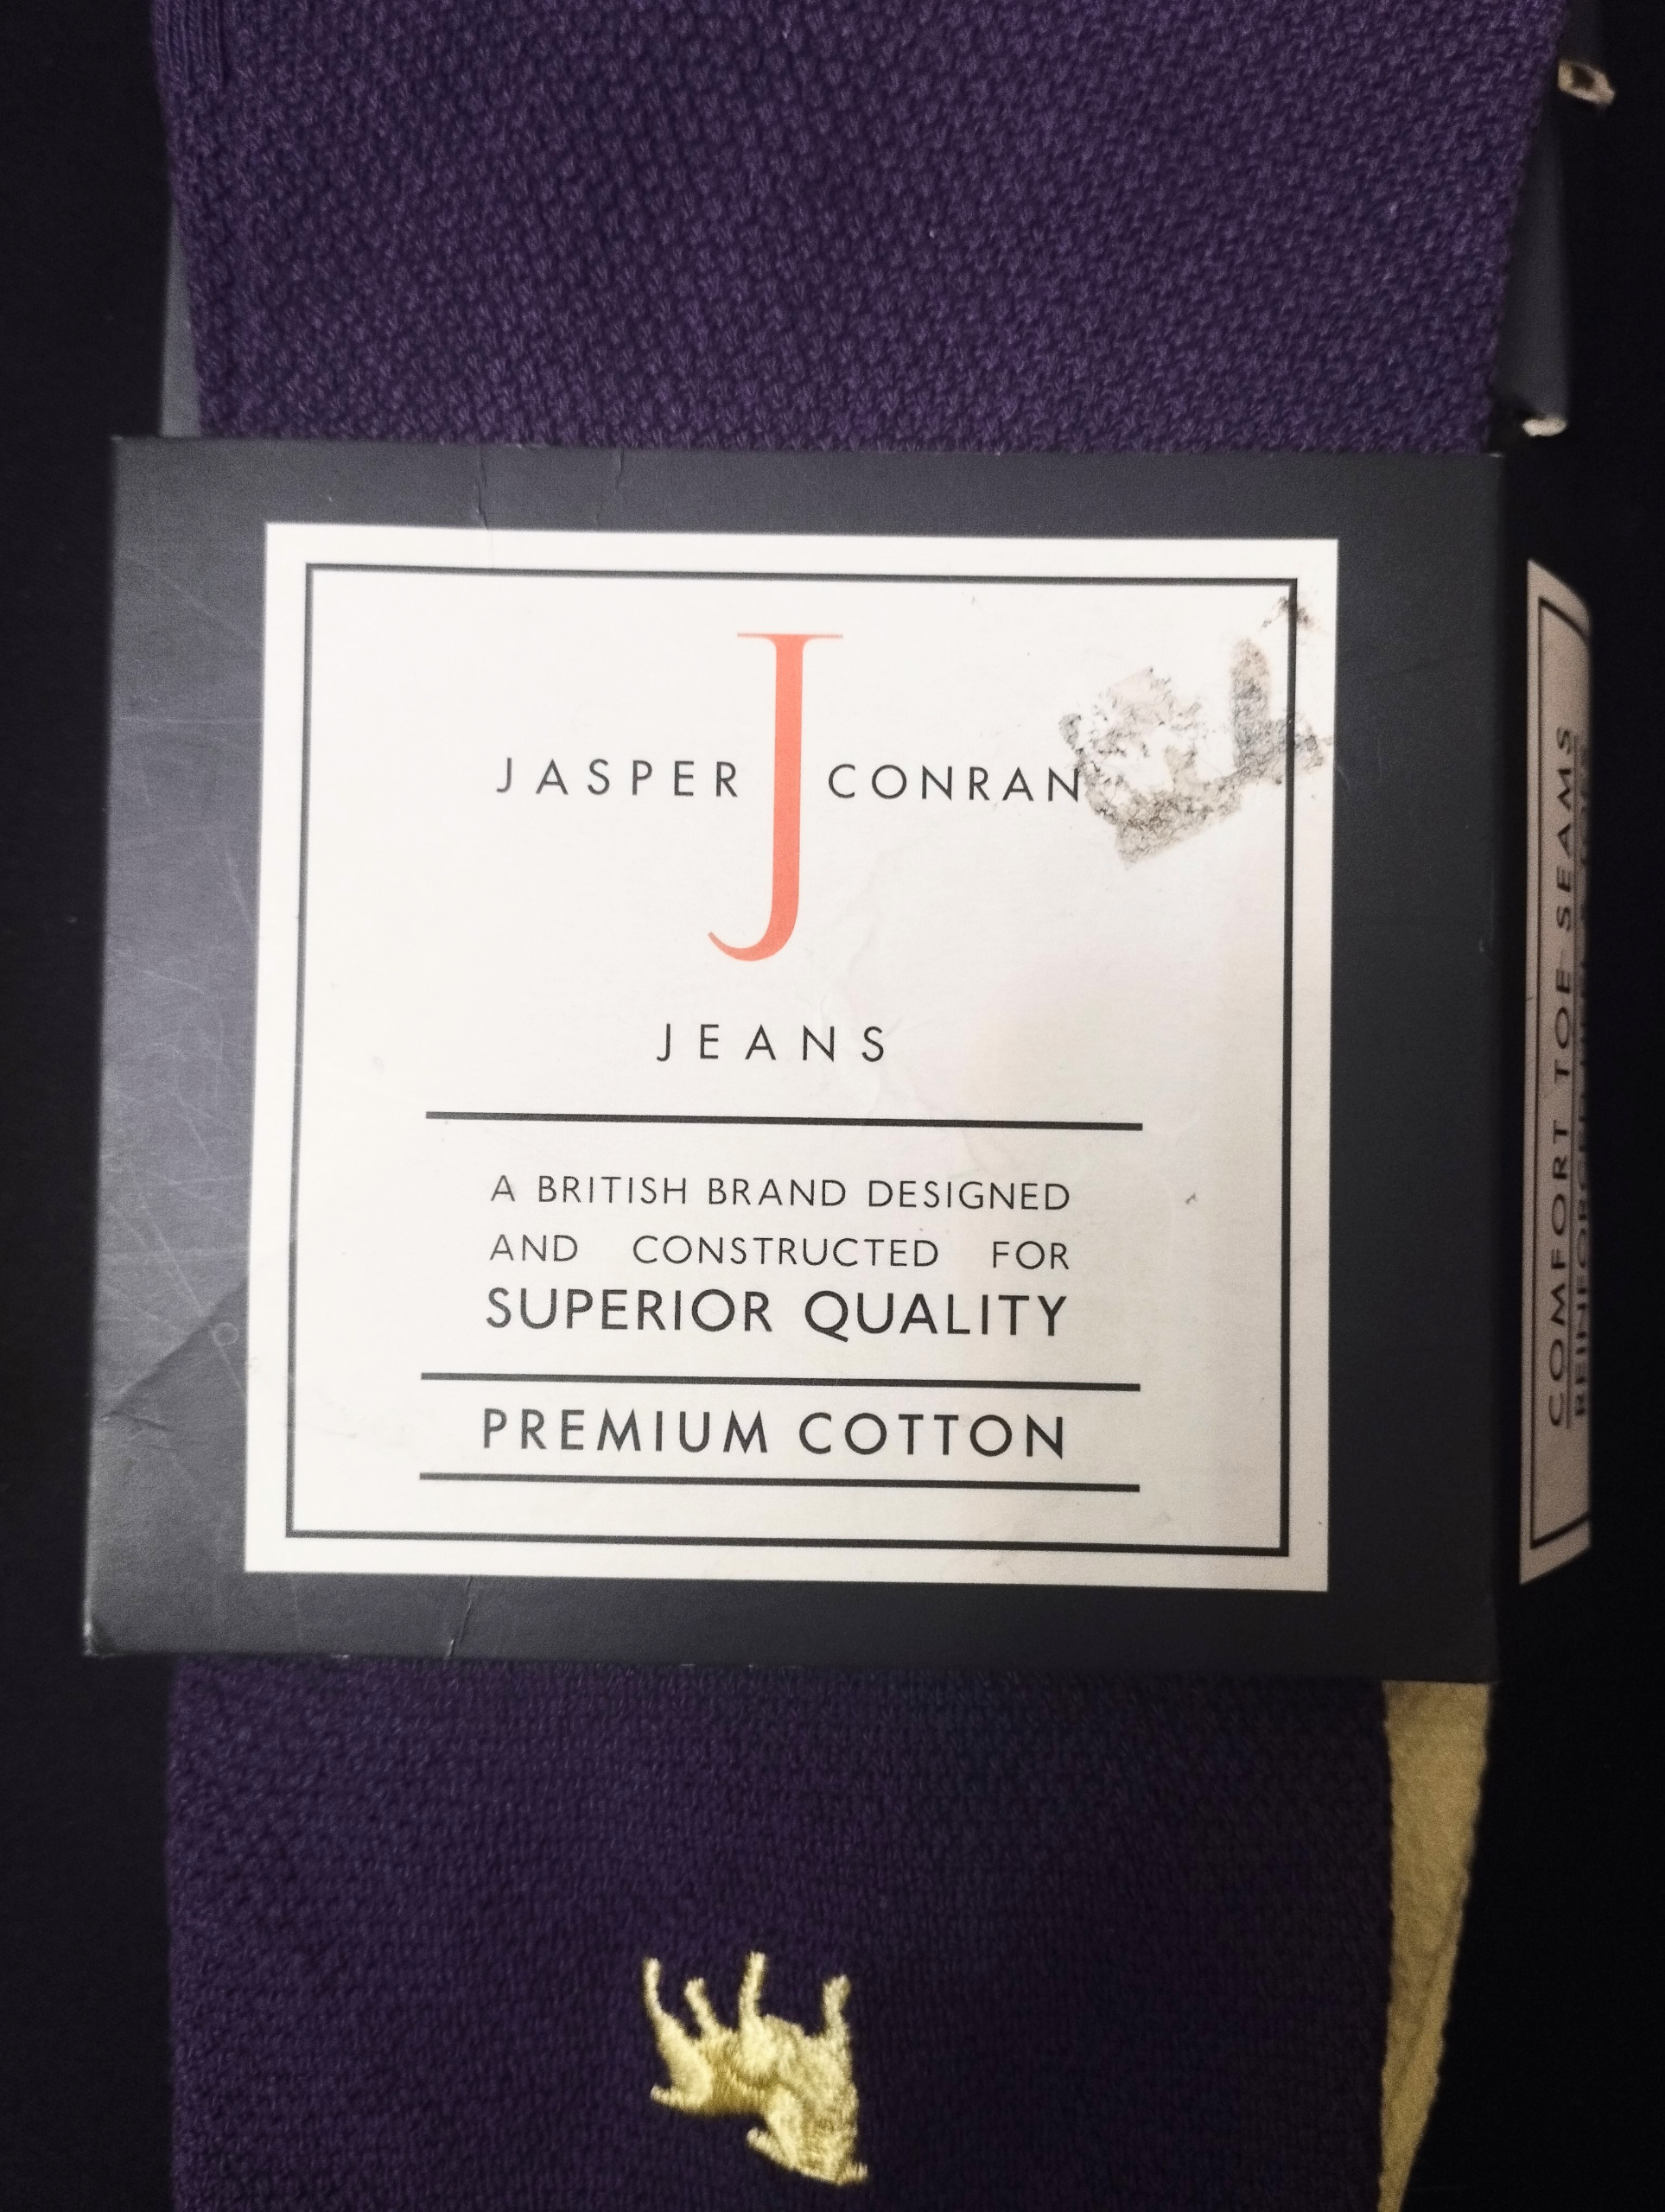 J
JASPER CONRAN
JEANS
A BRITISH BRAND DESIGNED
AND CONSTRUCTED FOR
SUPERIOR QUALITY
PREMIUM COTTON
COMFORT TOE SEAMS